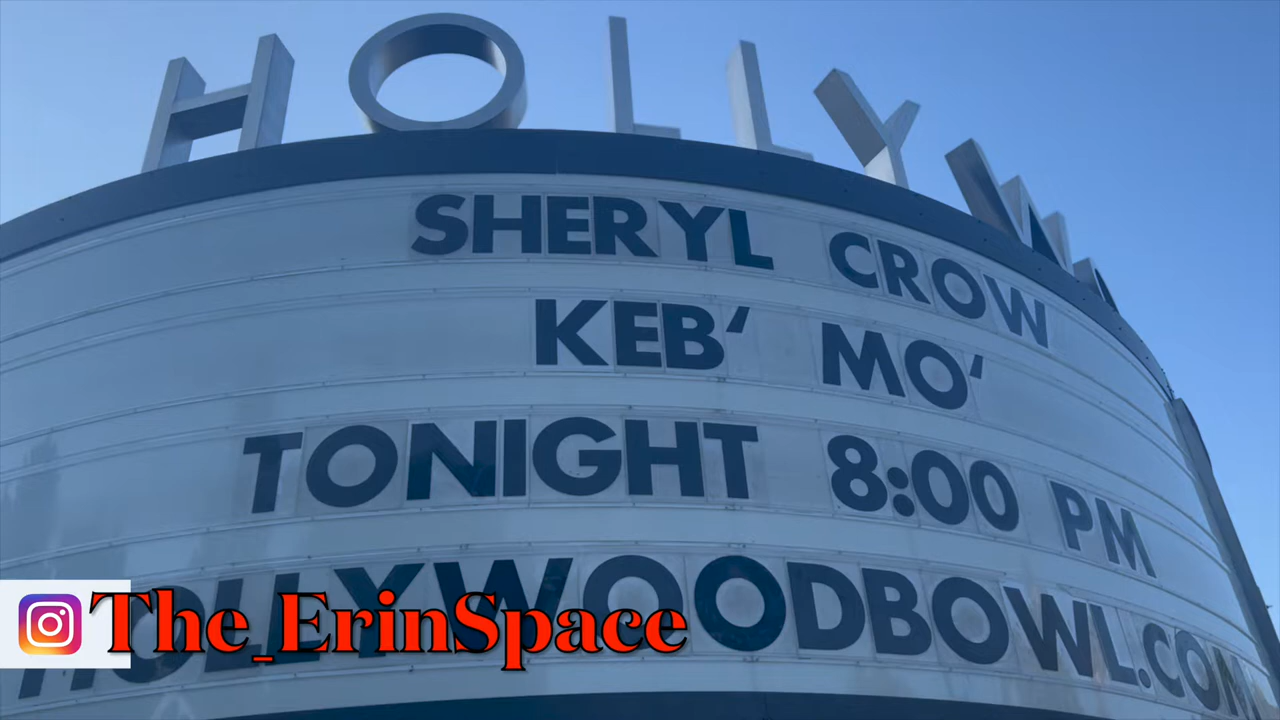 HOLLYW
SHERYL CROW
KEB' MO'
TONIGHT 8:00 PM
HOLLYWOODBOWL.COM
The_ErinSpace